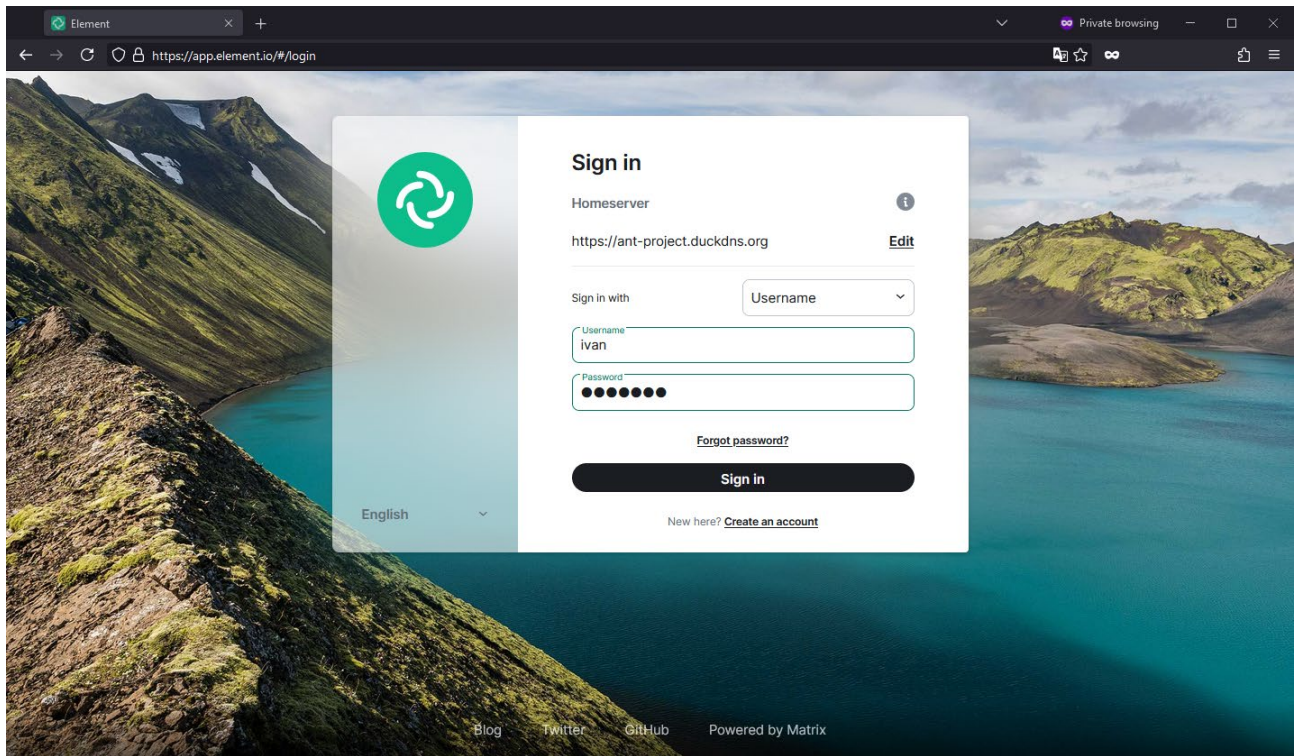 Element
Private browsing
https://app.element.io/#/login
Sign in
Homeserver
https://ant-project.duckdns.org Edit
Sign in with Username
Username
ivan
Password
●●●●●●●
Forgot password?
Sign in
English
New here? Create an account
Blog Twitter GitHub Powered by Matrix